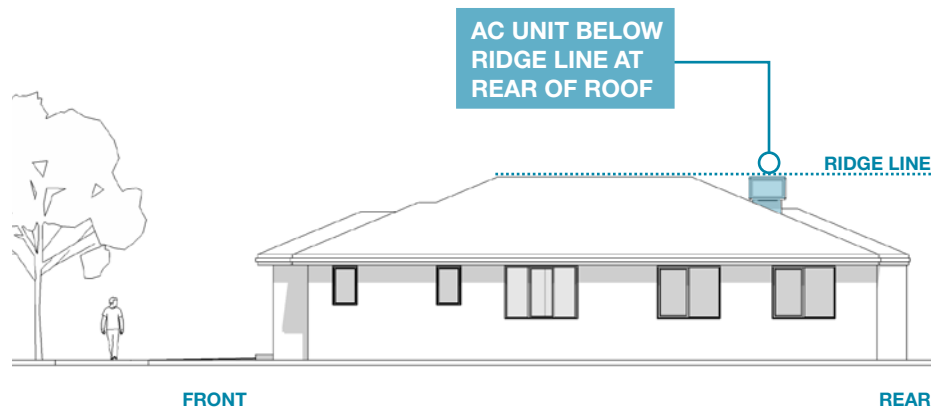 AC UNIT BELOW
RIDGE LINE AT
REAR OF ROOF
RIDGE LINE
FRONT
REAR